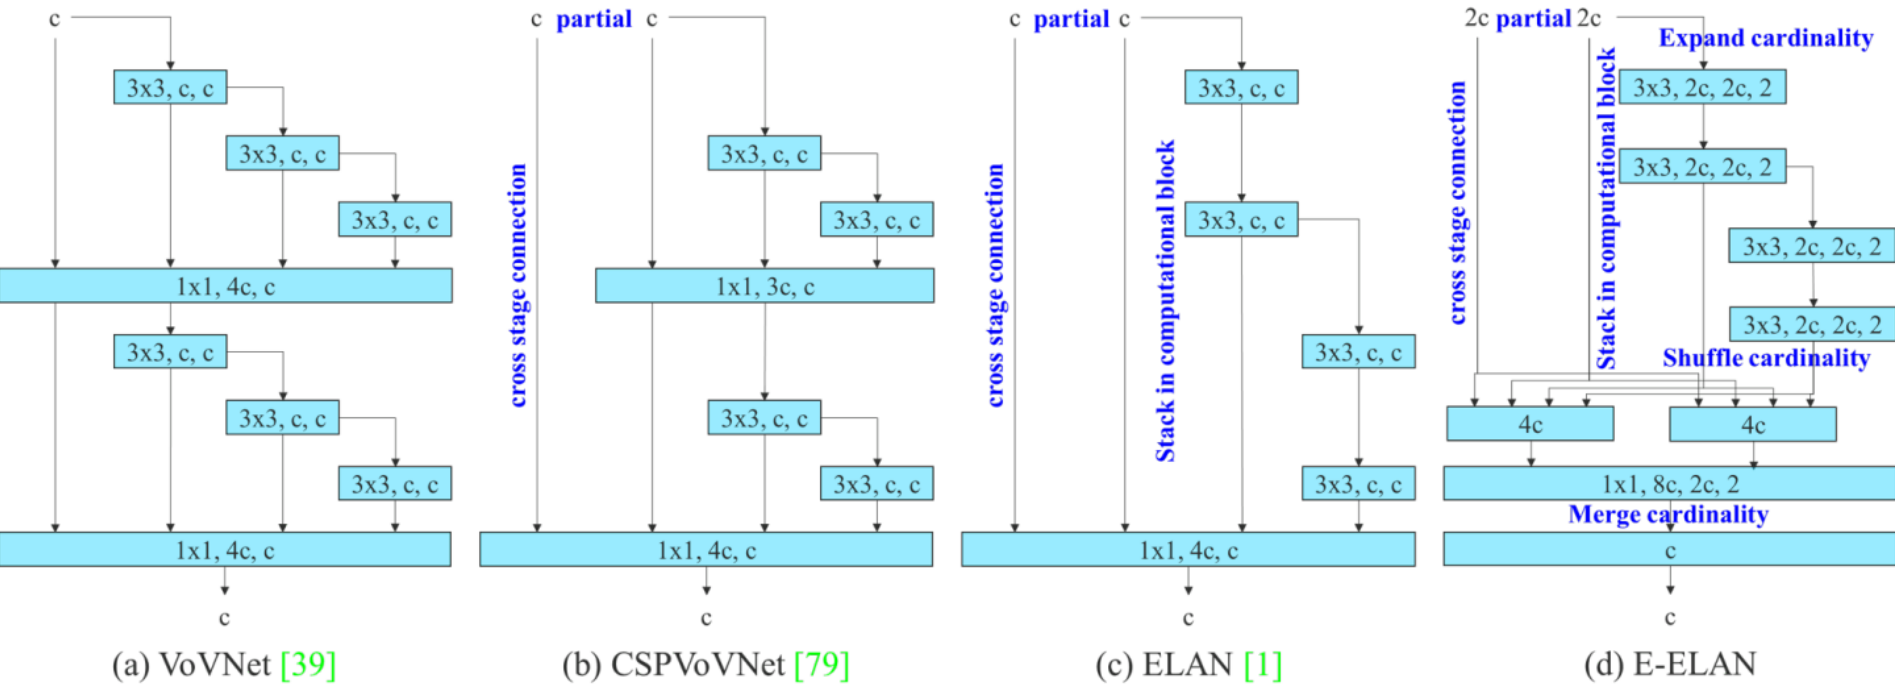 c
3x3, c, c
3x3, c, c
3x3, c, c
1x1, 4c, c
3x3, c, c
3x3, c, c
3x3, c, c
1x1, 4c, c
c
(a) VoVNet [39]
c partial c
cross stage connection
3x3, c, c
3x3, c, c
1x1, 3c, c
3x3, c, c
3x3, c, c
1x1, 4c, c
c
(b) CSPVoVNet [79]
c partial c
cross stage connection
Stack in computational block
3x3, c, c
3x3, c, c
3x3, c, c
3x3, c, c
1x1, 4c, c
c
(c) ELAN [1]
2c partial 2c
Expand cardinality
cross stage connection
Stack in computational block
3x3, 2c, 2c, 2
3x3, 2c, 2c, 2
3x3, 2c, 2c, 2
3x3, 2c, 2c, 2
Shuffle cardinality
4c
4c
1x1, 8c, 2c, 2
Merge cardinality
c
c
(d) E-ELAN